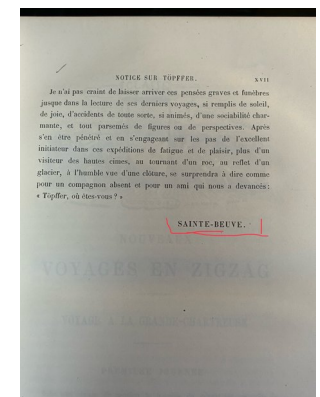 NOTICE SUR TÖPFFER. XVII
Je n'ai pas craint de laisser arriver ces pensées graves et funèbres
jusque dans la lecture de ses derniers voyages, si remplis de soleil,
de joie, d'accidents de toute sorte, si animés, d'une sociabilité char-
mante, et tout parsemés de figures ou de perspectives. Après
s'en être pénétré et en s'engageant sur les pas de l'excellent
initiateur dans ces expéditions de fatigue et de plaisir, plus d'un
visiteur des hautes cimes, au tournant d'un roc, au reflet d'un
glacier, à l'humble vue d'une clôture, se surprendra à dire comme
pour un compagnon absent et pour un ami qui nous a devancés:
« Töpffer, où êtes-vous ? »
SAINTE-BEUVE.
NOUVEAUX
VOYAGES EN ZIGZAG
VOYAGE A LA GRANDE CHARTREUSE